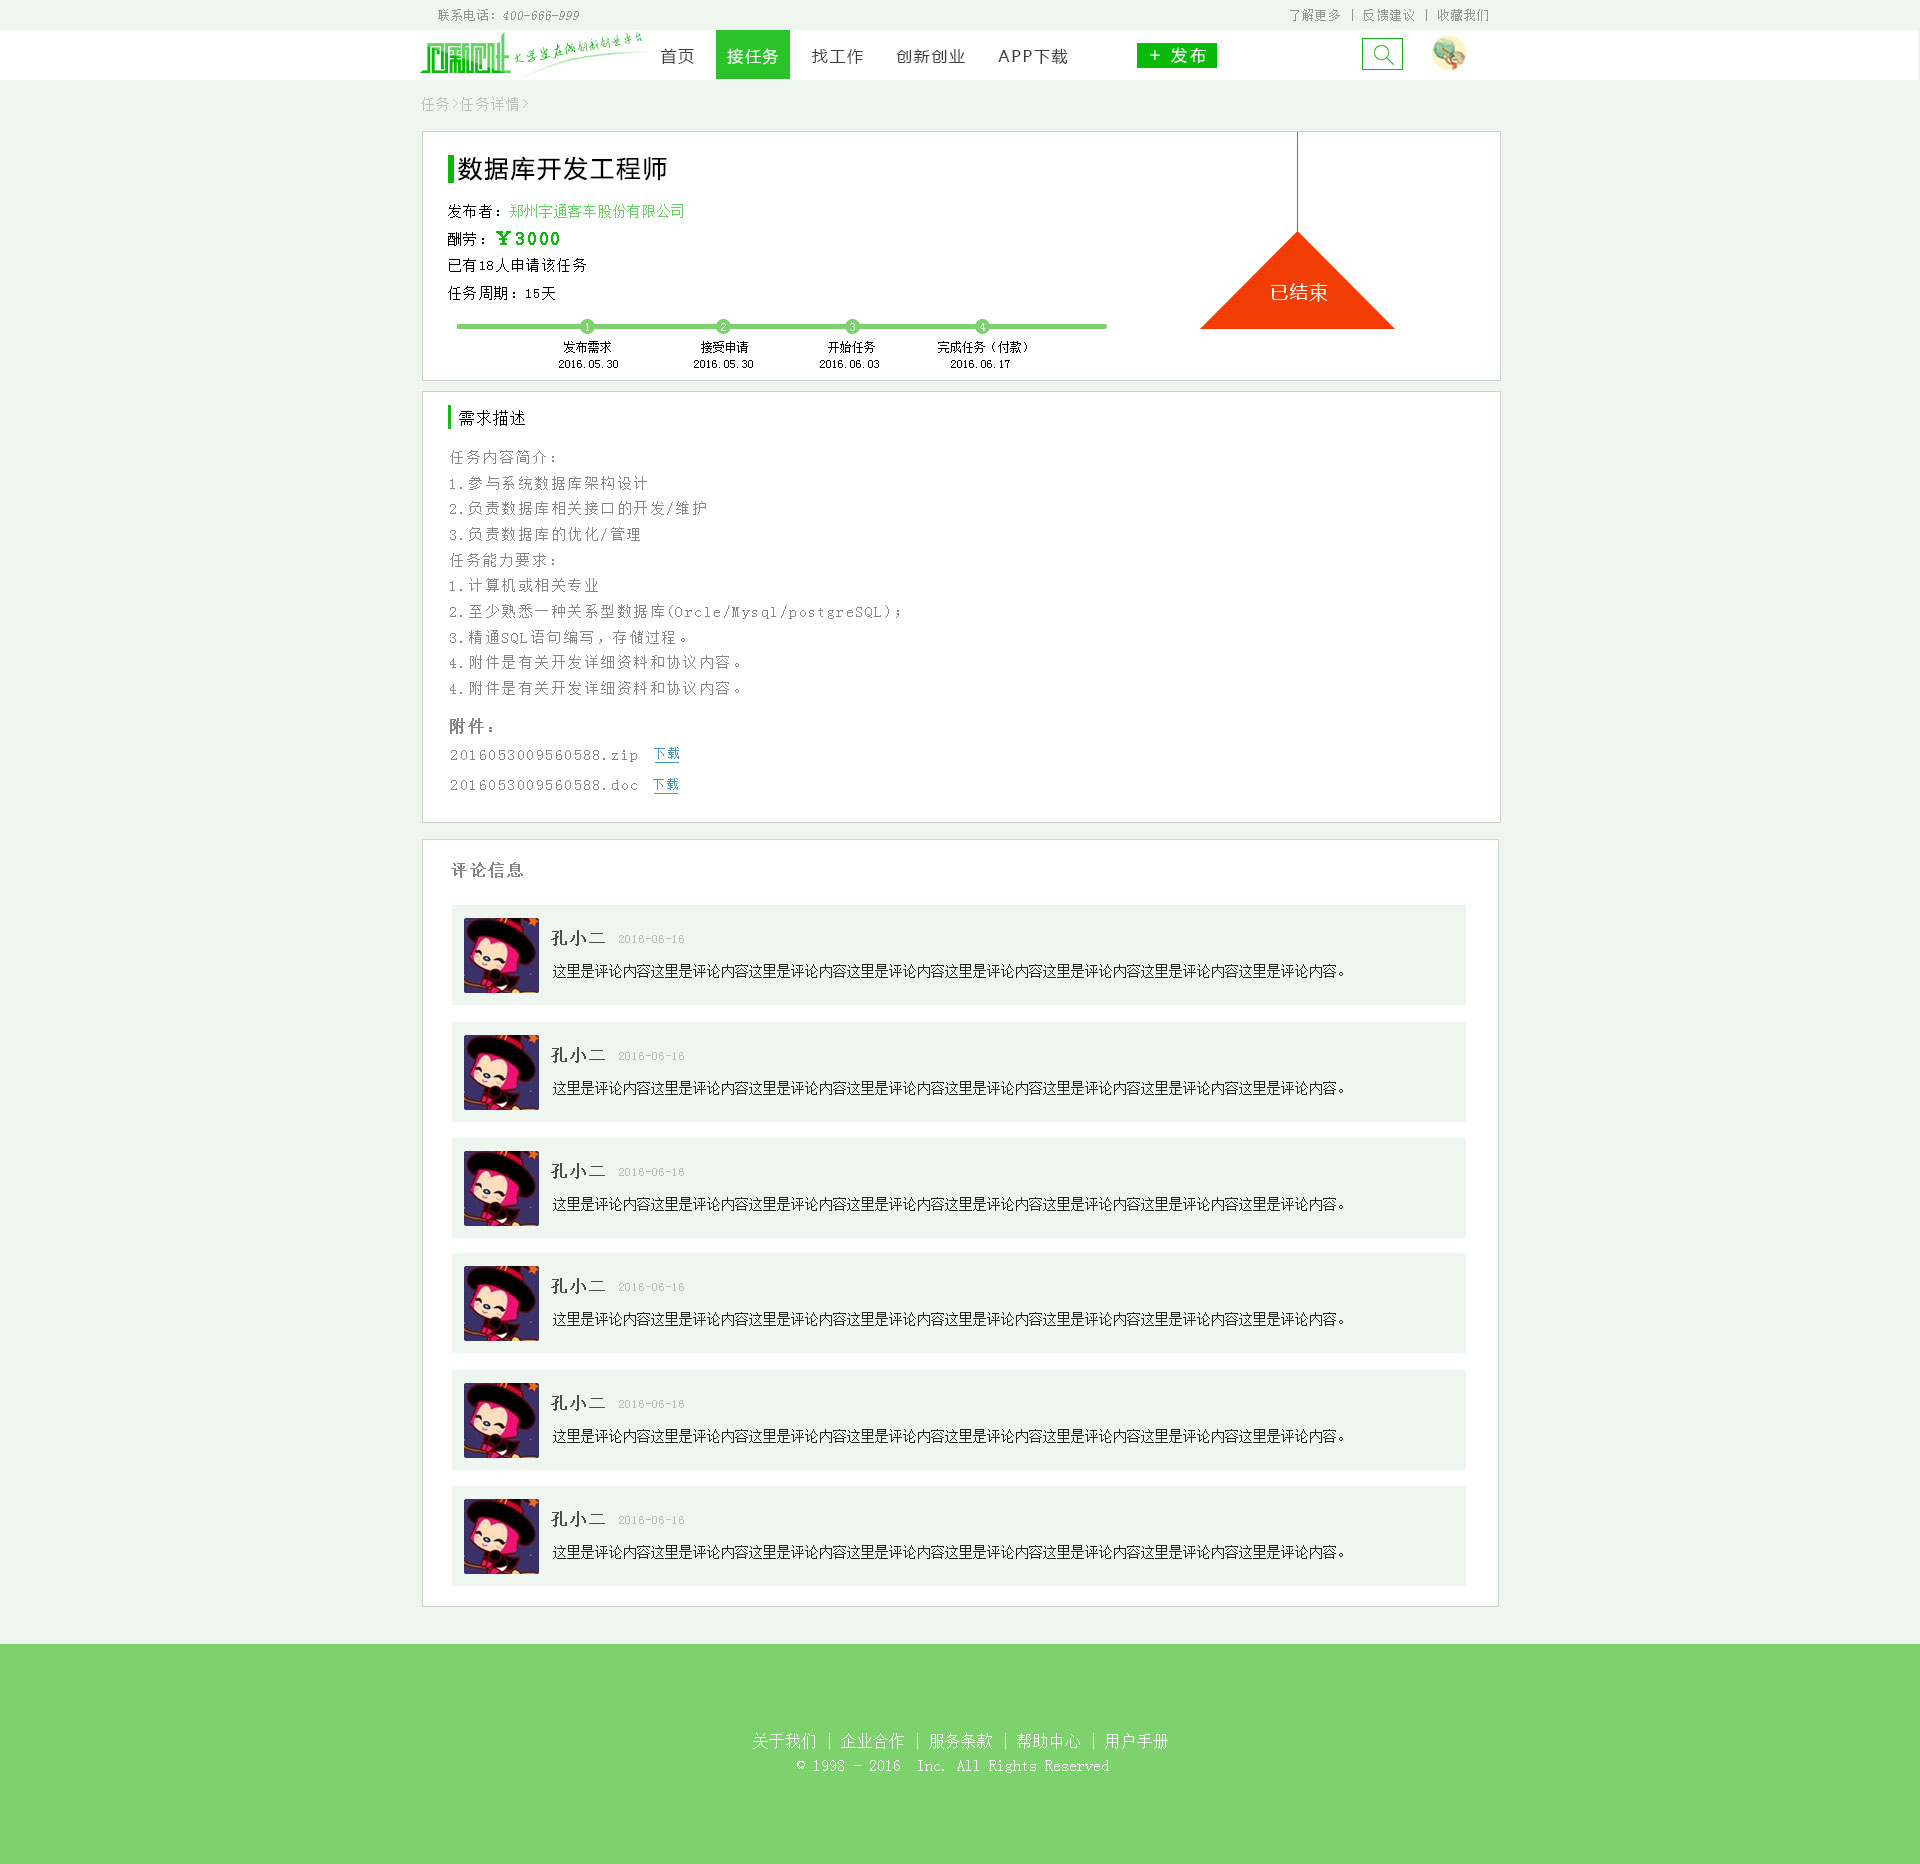 联系电话：400-666-999
了解更多 | 反馈建议 | 收藏我们
大学生在线创新创业平台
首页 接任务 找工作 创新创业 APP下载 + 发布
任务>任务详情>
数据库开发工程师
发布者：郑州宇通客车股份有限公司
酬劳：￥3000
已有18人申请该任务
任务周期：15天
已结束
1 2 3 4
发布需求 接受申请 开始任务 完成任务（付款）
2016.05.30 2016.05.30 2016.06.03 2016.06.17
需求描述
任务内容简介：
1.参与系统数据库架构设计
2.负责数据库相关接口的开发/维护
3.负责数据库的优化/管理
任务能力要求：
1.计算机或相关专业
2.至少熟悉一种关系型数据库(Orcle/Mysql/postgreSQL)；
3.精通SQL语句编写，存储过程。
4.附件是有关开发详细资料和协议内容。
4.附件是有关开发详细资料和协议内容。
附件：
2016053009560588.zip 下载
2016053009560588.doc 下载
评论信息
孔小二 2016-06-16
这里是评论内容这里是评论内容这里是评论内容这里是评论内容这里是评论内容这里是评论内容这里是评论内容这里是评论内容。
孔小二 2016-06-16
这里是评论内容这里是评论内容这里是评论内容这里是评论内容这里是评论内容这里是评论内容这里是评论内容这里是评论内容。
孔小二 2016-06-16
这里是评论内容这里是评论内容这里是评论内容这里是评论内容这里是评论内容这里是评论内容这里是评论内容这里是评论内容。
孔小二 2016-06-16
这里是评论内容这里是评论内容这里是评论内容这里是评论内容这里是评论内容这里是评论内容这里是评论内容这里是评论内容。
孔小二 2016-06-16
这里是评论内容这里是评论内容这里是评论内容这里是评论内容这里是评论内容这里是评论内容这里是评论内容这里是评论内容。
孔小二 2016-06-16
这里是评论内容这里是评论内容这里是评论内容这里是评论内容这里是评论内容这里是评论内容这里是评论内容这里是评论内容。
关于我们 | 企业合作 | 服务条款 | 帮助中心 | 用户手册
© 1998 - 2016 Inc. All Rights Reserved